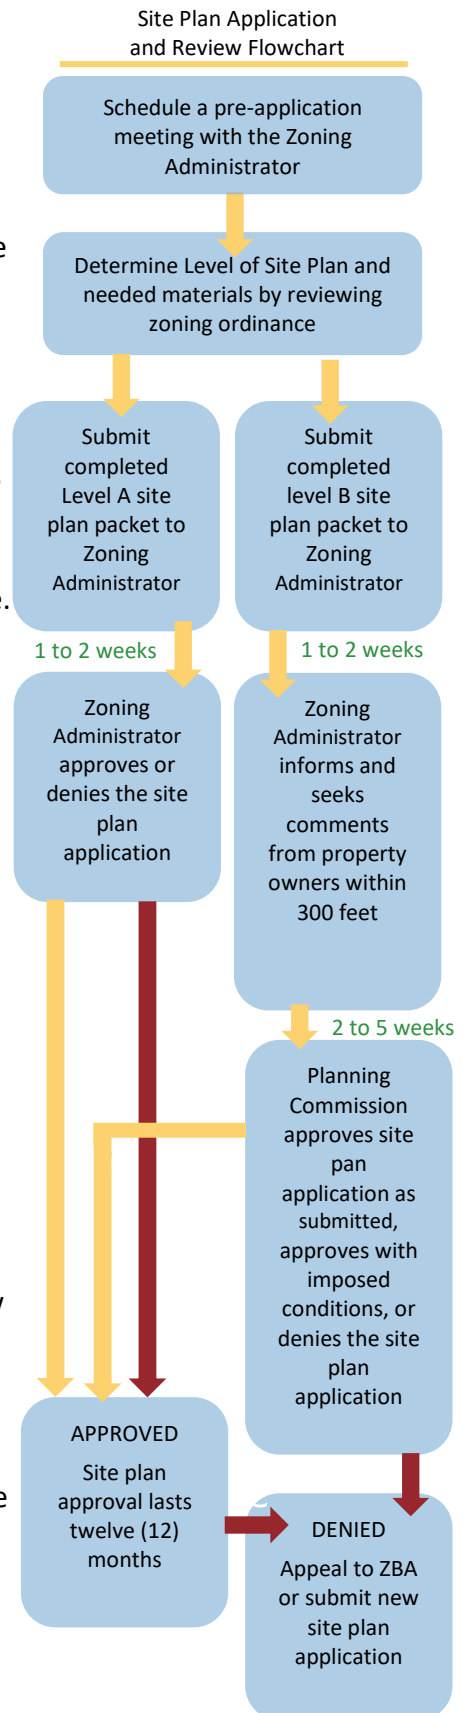 Site Plan Application
and Review Flowchart
Schedule a pre-application
meeting with the Zoning
Administrator
e
Determine Level of Site Plan and
needed materials by reviewing
zoning ordinance
Submit
completed
Level A site
plan packet to
Zoning
Administrator
Submit
completed
level B site
plan packet to
Zoning
Administrator
e.
1 to 2 weeks
1 to 2 weeks
Zoning
Administrator
approves or
denies the site
plan
application
Zoning
Administrator
informs and
seeks
comments
from property
owners within
300 feet
2 to 5 weeks
Planning
Commission
approves site
pan
application as
submitted,
approves with
imposed
conditions, or
denies the site
plan
application
APPROVED
Site plan
approval lasts
twelve (12)
months
e
DENIED
Appeal to ZBA
or submit new
site plan
application